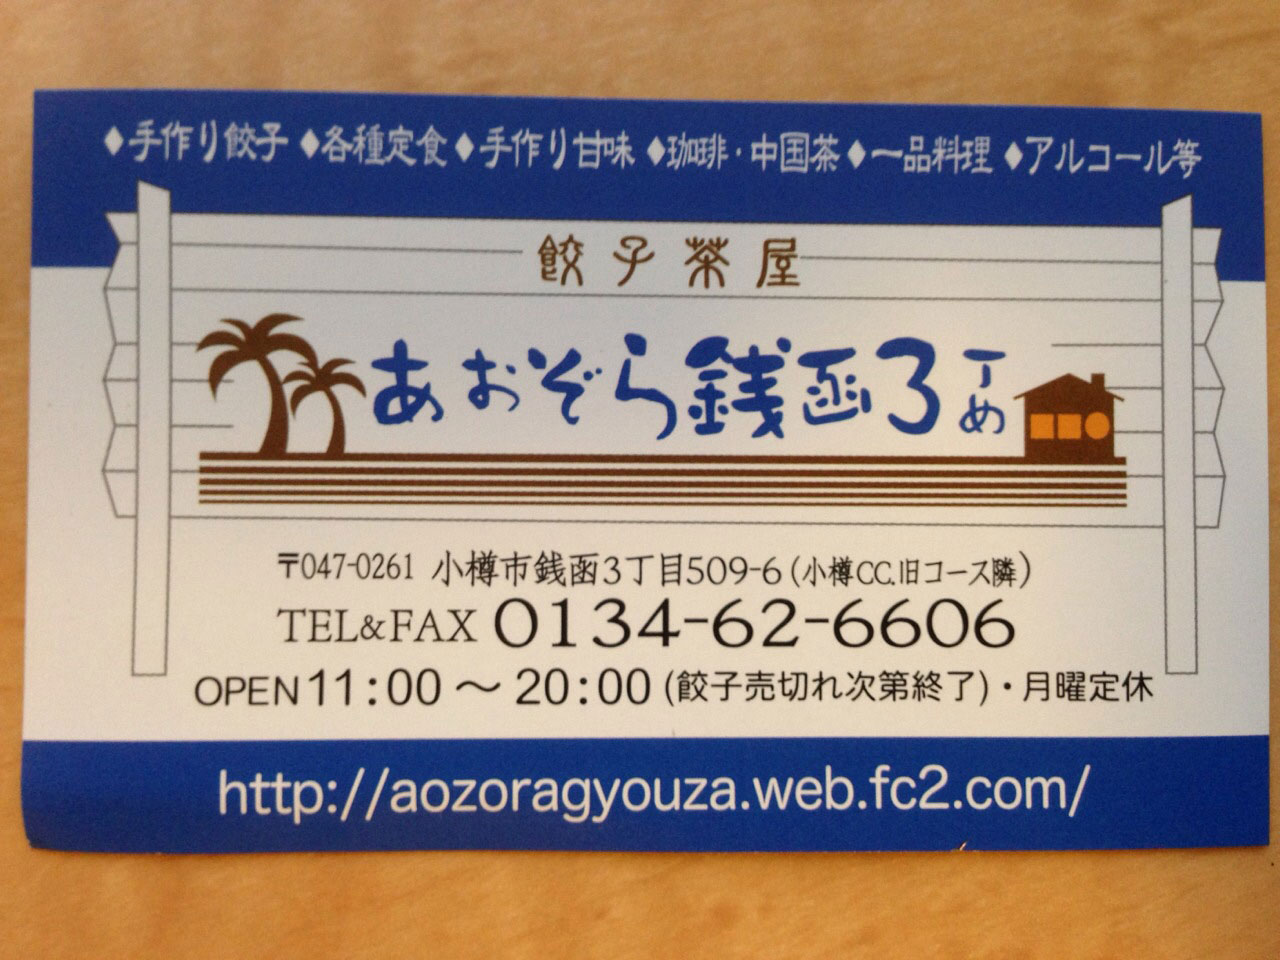 ◆手作り餃子 ◆各種定食 ◆手作り甘味 ◆珈琲・中国茶 ◆一品料理 ◆アルコール等
餃子茶屋
あおぞら銭函3丁め
〒047-0261 小樽市銭函3丁目509-6(小樽CC.旧コース隣)
TEL&FAX 0134-62-6606
OPEN 11:00～20:00(餃子売切れ次第終了)・月曜定休
http://aozoragyouza.web.fc2.com/